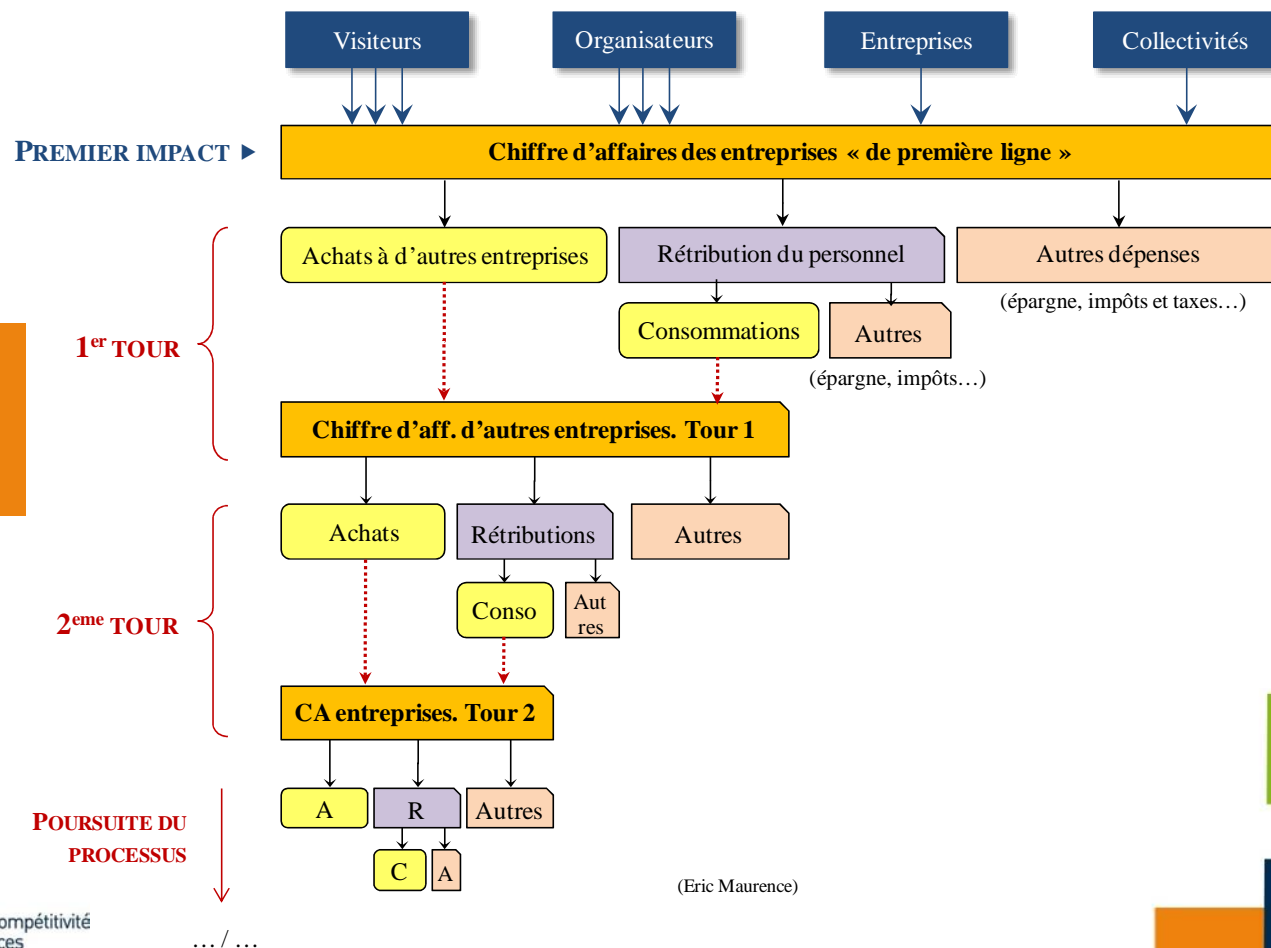 Visiteurs
Organisateurs
Entreprises
Collectivités
PREMIER IMPACT
Chiffre d'affaires des entreprises « de première ligne »
Achats à d'autres entreprises
Rétribution du personnel
Autres dépenses
(épargne, impôts et taxes…)
1er TOUR
Consommations
Autres
(épargne, impôts…)
Chiffre d'aff. d'autres entreprises. Tour 1
Achats
Rétributions
Autres
2eme TOUR
Conso
Aut
res
CA entreprises. Tour 2
A
R
Autres
POURSUITE DU
PROCESSUS
C
A
(Eric Maurence)
ompétitivité
ces
… / …